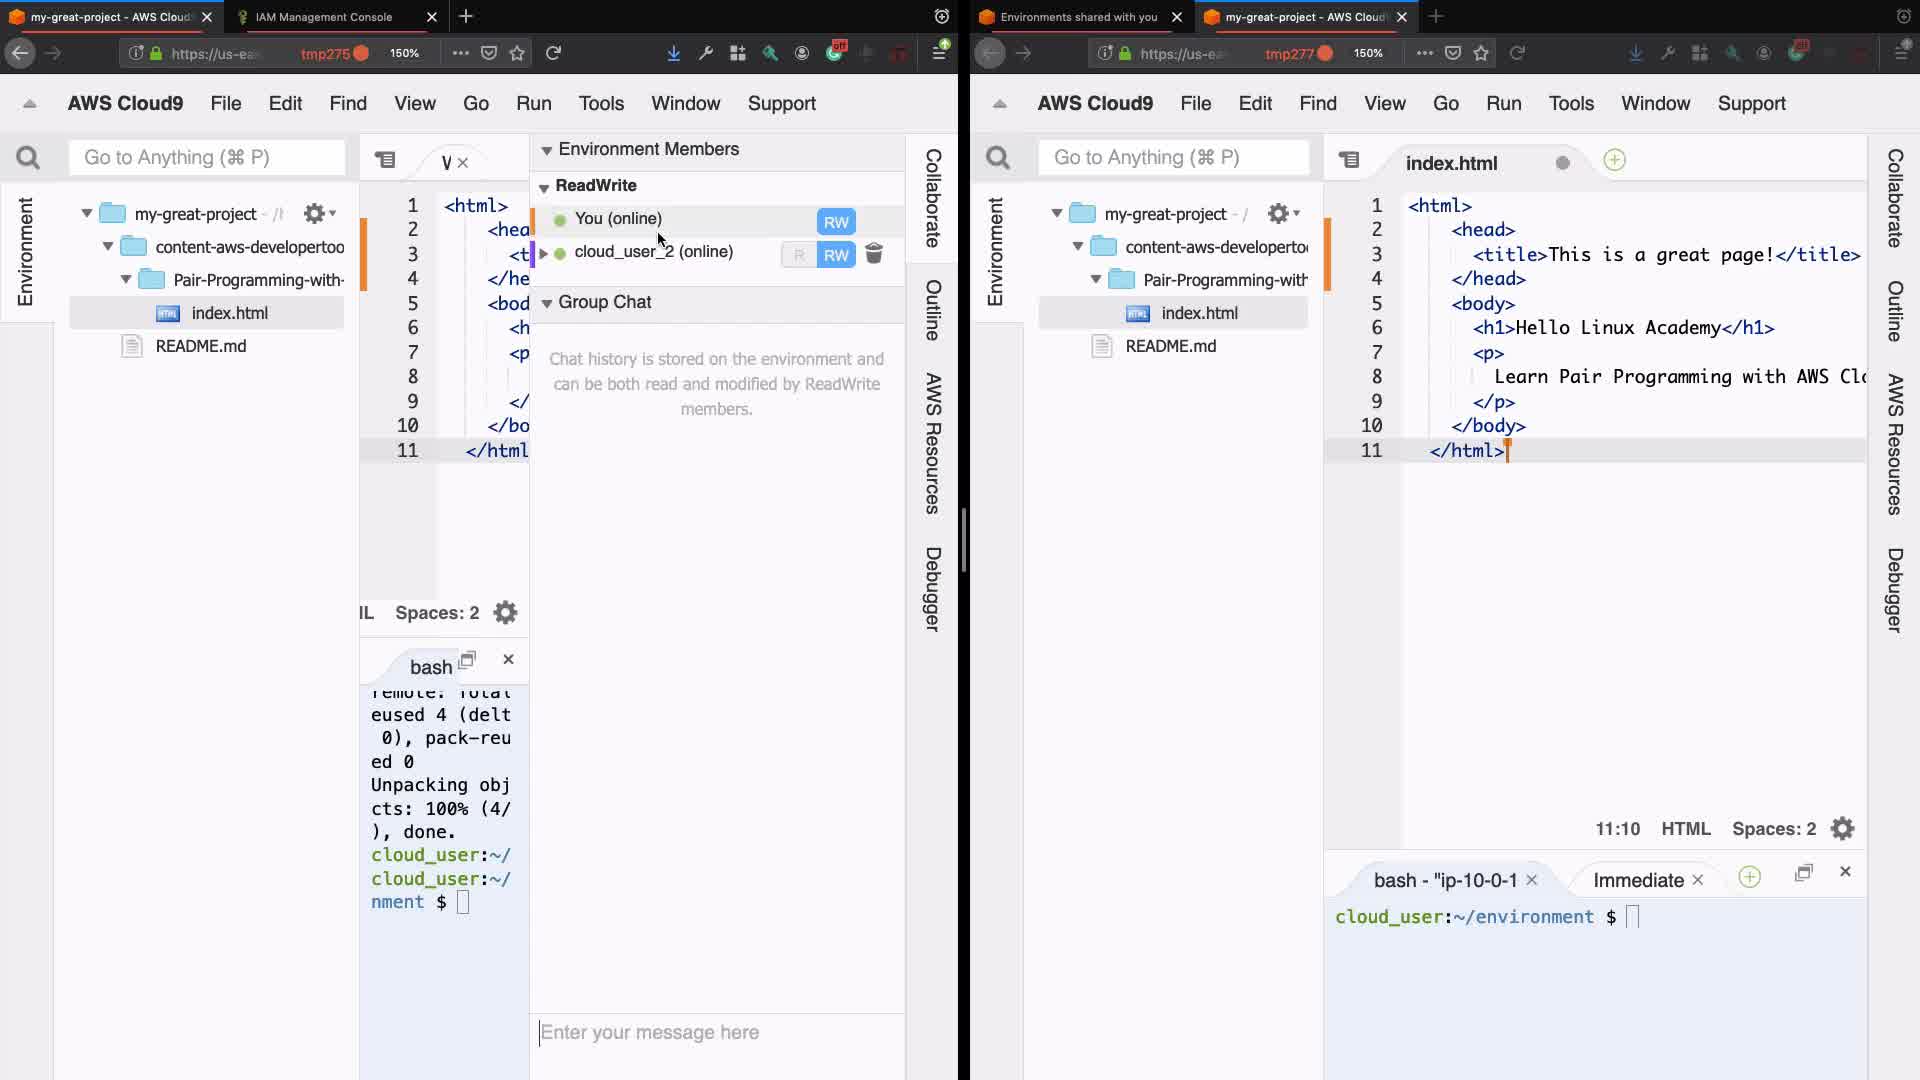 my-great-project - AWS Cloud9
IAM Management Console
https://us-ea
tmp275
150%
off
AWS Cloud9 File Edit Find View Go Run Tools Window Support
Go to Anything (⌘ P)
Environment
my-great-project - /
content-aws-developertoo
Pair-Programming-with-
index.html
README.md
1 <html>
2 <hea
3 <t
4 </he
5 <bod
6 <h
7 <p
8
9 </
10 </bo
11 </html
Spaces: 2
bash
remote: Total
eused 4 (delt
0), pack-reu
ed 0
Unpacking obj
cts: 100% (4/
), done.
cloud_user:~/
cloud_user:~/
nment $
Environment Members
ReadWrite
You (online) RW
cloud_user_2 (online) R RW
Group Chat
Chat history is stored on the environment and
can be both read and modified by ReadWrite
members.
Enter your message here
Collaborate
Outline
AWS Resources
Debugger
Environments shared with you
my-great-project - AWS Cloud9
https://us-ea
tmp277
150%
AWS Cloud9 File Edit Find View Go Run Tools Window Support
Go to Anything (⌘ P)
Environment
my-great-project - /
content-aws-developertoo
Pair-Programming-with
index.html
README.md
index.html
1 <html>
2 <head>
3 <title>This is a great page!</title>
4 </head>
5 <body>
6 <h1>Hello Linux Academy</h1>
7 <p>
8 Learn Pair Programming with AWS Clo
9 </p>
10 </body>
11 </html>
11:10 HTML Spaces: 2
bash - "ip-10-0-1
Immediate
cloud_user:~/environment $
Collaborate
Outline
AWS Resources
Debugger